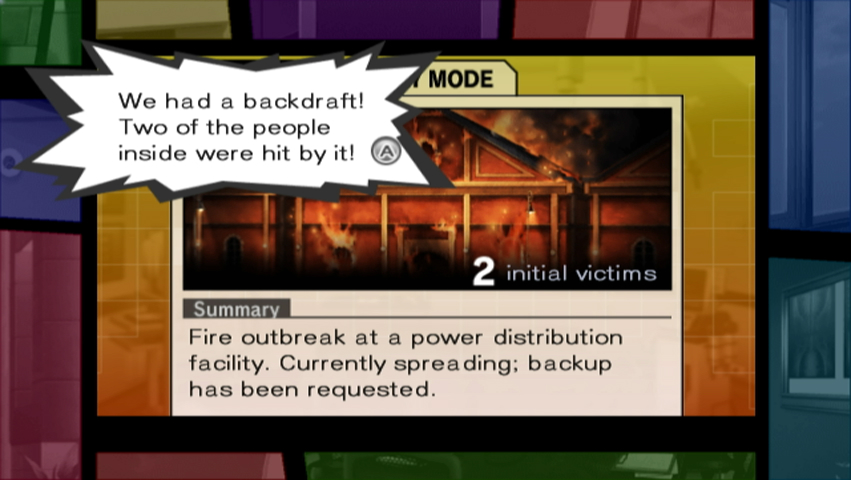 We had a backdraft!
Two of the people
inside were hit by it! A
MODE
2 initial victims
Summary
Fire outbreak at a power distribution
facility. Currently spreading; backup
has been requested.